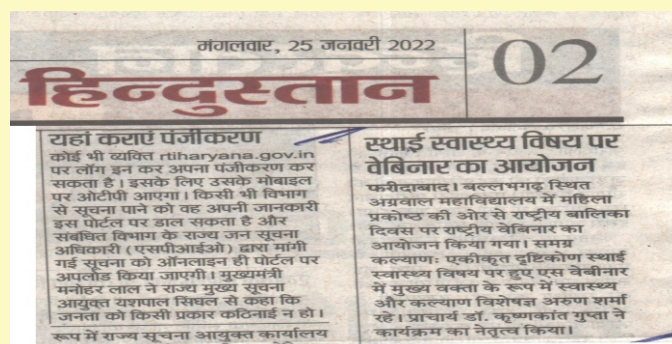 मंगलवार, 25 जनवरी 2022
02
हिन्दुस्तान
यहां कराएं पंजीकरण
कोई भी व्यक्ति rtiharyana.gov.in
पर लॉग इन कर अपना पंजीकरण कर
सकता है। इसके लिए उसके मोबाइल
पर ओटीपी आएगा। किसी भी विभाग
से सूचना पाने को वह अपनी जानकारी
इस पोर्टल पर डाल सकता है और
संबधित विभाग के राज्य जन सूचना
अधिकारी (एसपीआईओ) द्वारा मांगी
गई सूचना को ऑनलाइन ही पोर्टल पर
अपलोड किया जाएगी। मुख्यमंत्री
मनोहर लाल ने राज्य मुख्य सूचना
आयुक्त यशपाल सिंघल से कहा कि
जनता को किसी प्रकार कठिनाई न हो।
रूप में राज्य सूचना आयुक्त कार्यालय
स्थाई स्वास्थ्य विषय पर
वेबिनार का आयोजन
फरीदाबाद। बल्लभगढ़ स्थित
अग्रवाल महाविद्यालय में महिला
प्रकोष्ठ की ओर से राष्ट्रीय बालिका
दिवस पर राष्ट्रीय वेबिनार का
आयोजन किया गया। समग्र
कल्याणः एकीकृत दृष्टिकोण स्थाई
स्वास्थ्य विषय पर हुए एस वेबीनार
में मुख्य वक्ता के रूप में स्वास्थ्य
और कल्याण विशेषज्ञ अरुण शर्मा
रहे। प्राचार्य डॉ. कृष्णकांत गुप्ता ने
कार्यक्रम का नेतृत्व किया।